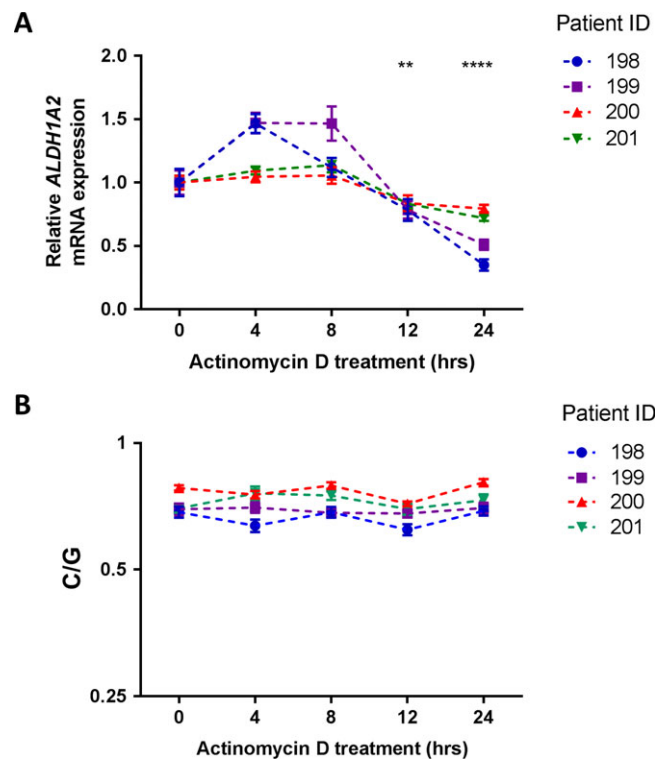 A
Patient ID
198
199
200
201
** ****
Relative ALDH1A2
mRNA expression
2.0
1.5
1.0
0.5
0.0
0 4 8 12 24
Actinomycin D treatment (hrs)
B
Patient ID
198
199
200
201
C/G
1
0.5
0.25
0 4 8 12 24
Actinomycin D treatment (hrs)